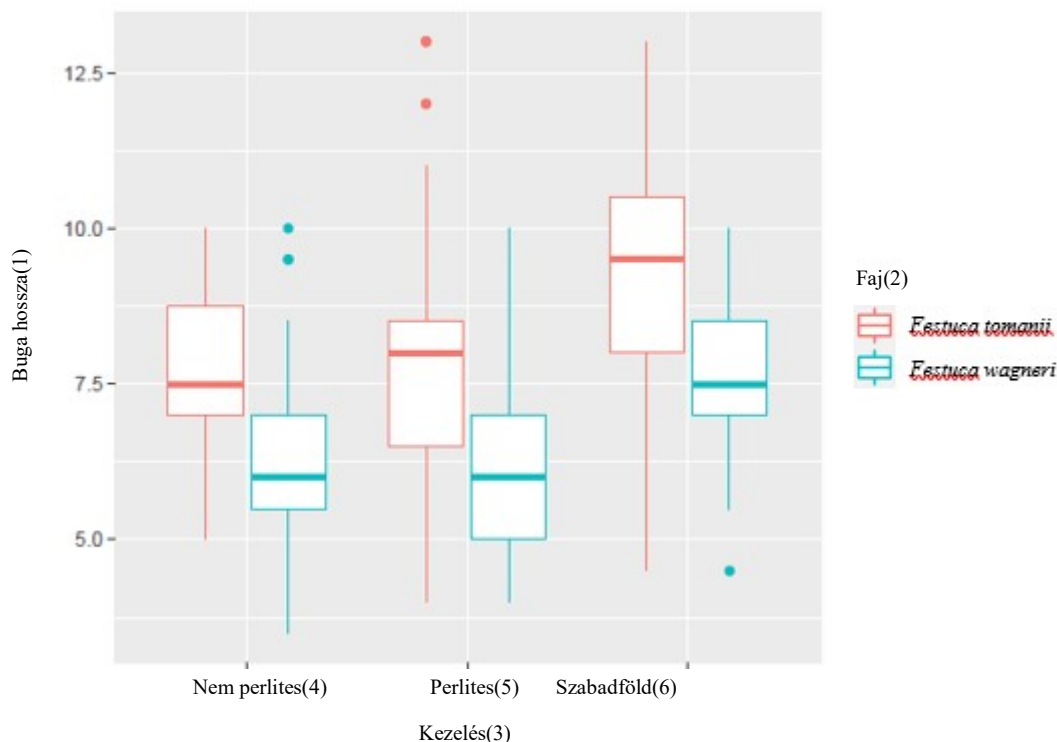 12.5
10.0
7.5
5.0
Buga hossza(1)
Nem perlites(4) Perlites(5) Szabadföld(6)
Kezelés(3)
Faj(2)
Festuca tomanii
Festuca wagneri